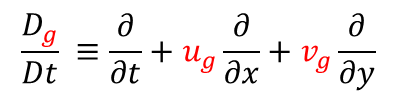 D_g/Dt ≡ ∂/∂t + u_g ∂/∂x + v_g ∂/∂y